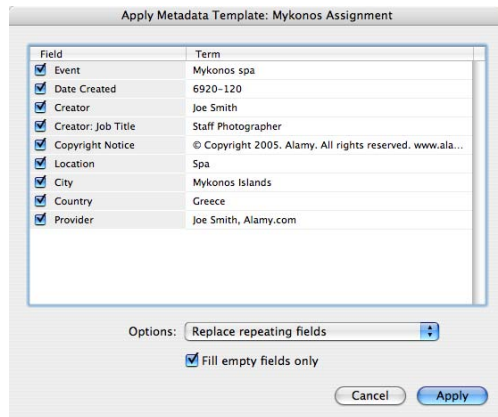 Apply Metadata Template: Mykonos Assignment
Field Term
Event Mykonos spa
Date Created 6920-120
Creator Joe Smith
Creator: Job Title Staff Photographer
Copyright Notice © Copyright 2005. Alamy. All rights reserved. www.ala...
Location Spa
City Mykonos Islands
Country Greece
Provider Joe Smith, Alamy.com
Options: Replace repeating fields
Fill empty fields only
Cancel Apply